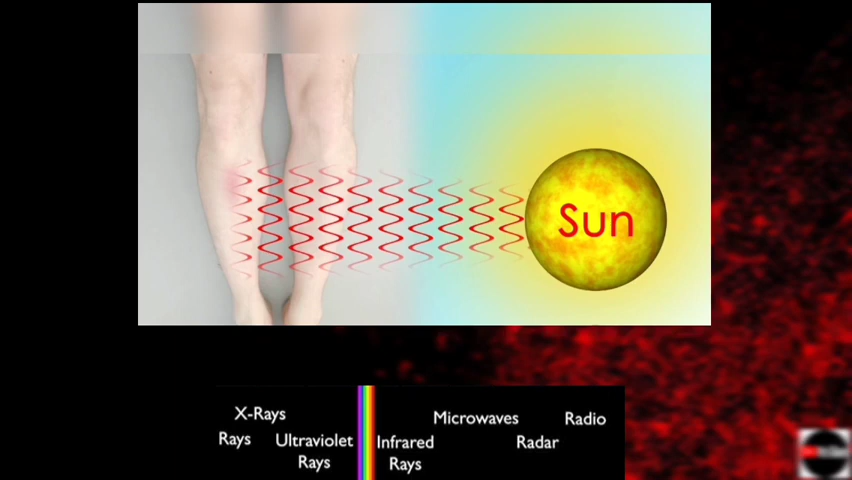 Sun
X-Rays
Microwaves
Radio
Rays
Ultraviolet
Rays
Infrared
Rays
Radar